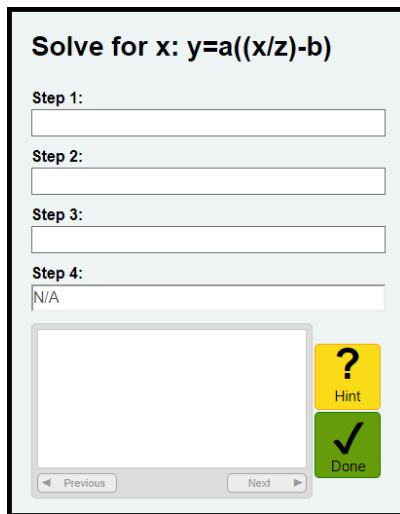 Solve for x: y=a((x/z)-b)
Step 1:
Step 2:
Step 3:
Step 4:
N/A
?
Hint
Done
Previous
Next